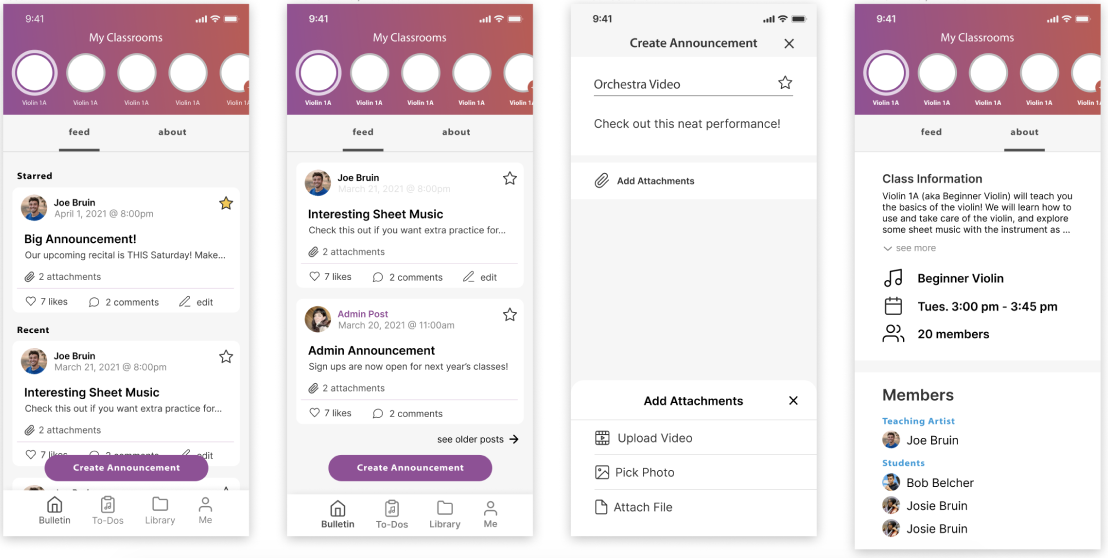 9:41
My Classrooms
Violin 1A
Violin 1A
Violin 1A
Violin 1A
Violin 1A
feed
about
Starred
Joe Bruin
April 1, 2021 @ 8:00pm
Big Announcement!
Our upcoming recital is THIS Saturday! Make...
2 attachments
7 likes
2 comments
edit
Recent
Joe Bruin
March 21, 2021 @ 8:00pm
Interesting Sheet Music
Check this out if you want extra practice for...
2 attachments
7 likes
2 comments
edit
Create Announcement
Bulletin
To-Dos
Library
Me
9:41
My Classrooms
Violin 1A
Violin 1A
Violin 1A
Violin 1A
Violin 1A
feed
about
Joe Bruin
March 21, 2021 @ 8:00pm
Interesting Sheet Music
Check this out if you want extra practice for...
2 attachments
7 likes
2 comments
edit
Admin Post
March 20, 2021 @ 11:00am
Admin Announcement
Sign ups are now open for next year's classes!
2 attachments
7 likes
2 comments
see older posts
Create Announcement
Bulletin
To-Dos
Library
Me
9:41
Create Announcement
Orchestra Video
Check out this neat performance!
Add Attachments
Add Attachments
Upload Video
Pick Photo
Attach File
9:41
My Classrooms
Violin 1A
Violin 1A
Violin 1A
Violin 1A
Violin 1A
feed
about
Class Information
Violin 1A (aka Beginner Violin) will teach you
the basics of the violin! We will learn how to
use and take care of the violin, and explore
some sheet music with the instrument as ...
see more
Beginner Violin
Tues. 3:00 pm - 3:45 pm
20 members
Members
Teaching Artist
Joe Bruin
Students
Bob Belcher
Josie Bruin
Josie Bruin